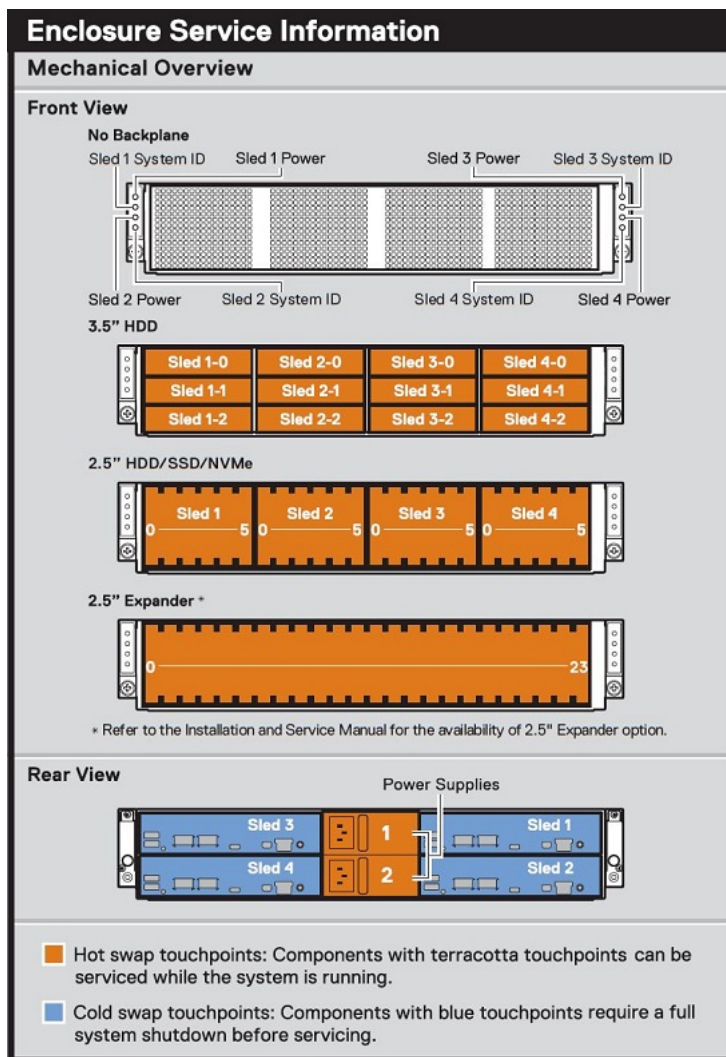 Enclosure Service Information
Mechanical Overview
Front View
No Backplane
Sled 1 System ID Sled 1 Power Sled 3 Power Sled 3 System ID
Sled 2 Power Sled 2 System ID Sled 4 System ID Sled 4 Power
3.5” HDD
Sled 1-0 Sled 2-0 Sled 3-0 Sled 4-0
Sled 1-1 Sled 2-1 Sled 3-1 Sled 4-1
Sled 1-2 Sled 2-2 Sled 3-2 Sled 4-2
2.5” HDD/SSD/NVMe
Sled 1 Sled 2 Sled 3 Sled 4
0 5 0 5 0 5 0 5
2.5” Expander *
0 23
* Refer to the Installation and Service Manual for the availability of 2.5" Expander option.
Rear View
Power Supplies
Sled 3 1 Sled 1
Sled 4 2 Sled 2
Hot swap touchpoints: Components with terracotta touchpoints can be
serviced while the system is running.
Cold swap touchpoints: Components with blue touchpoints require a full
system shutdown before servicing.